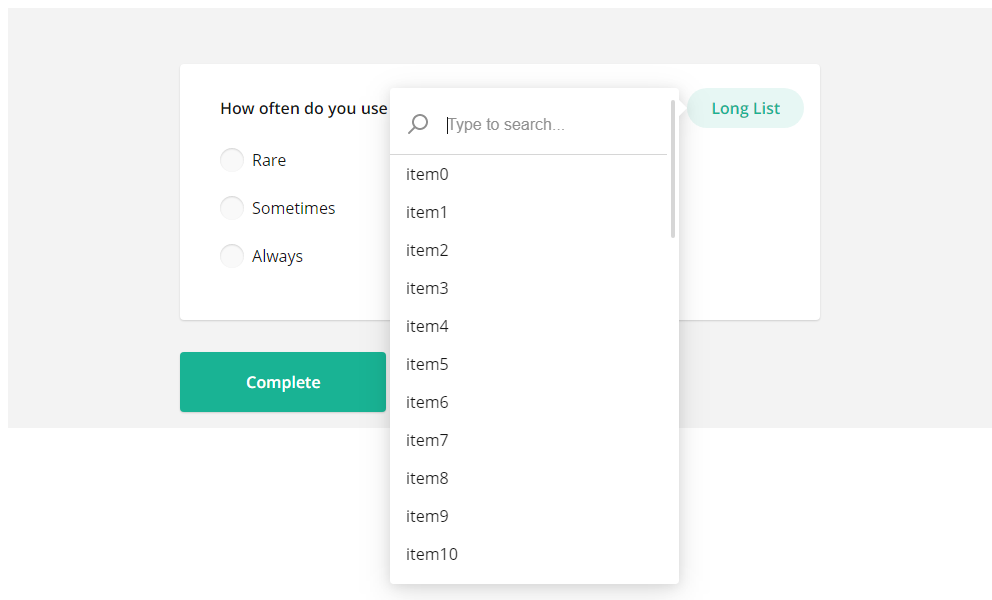 How often do you use
Long List
Type to search...
Rare
Sometimes
Always
Complete
item0
item1
item2
item3
item4
item5
item6
item7
item8
item9
item10